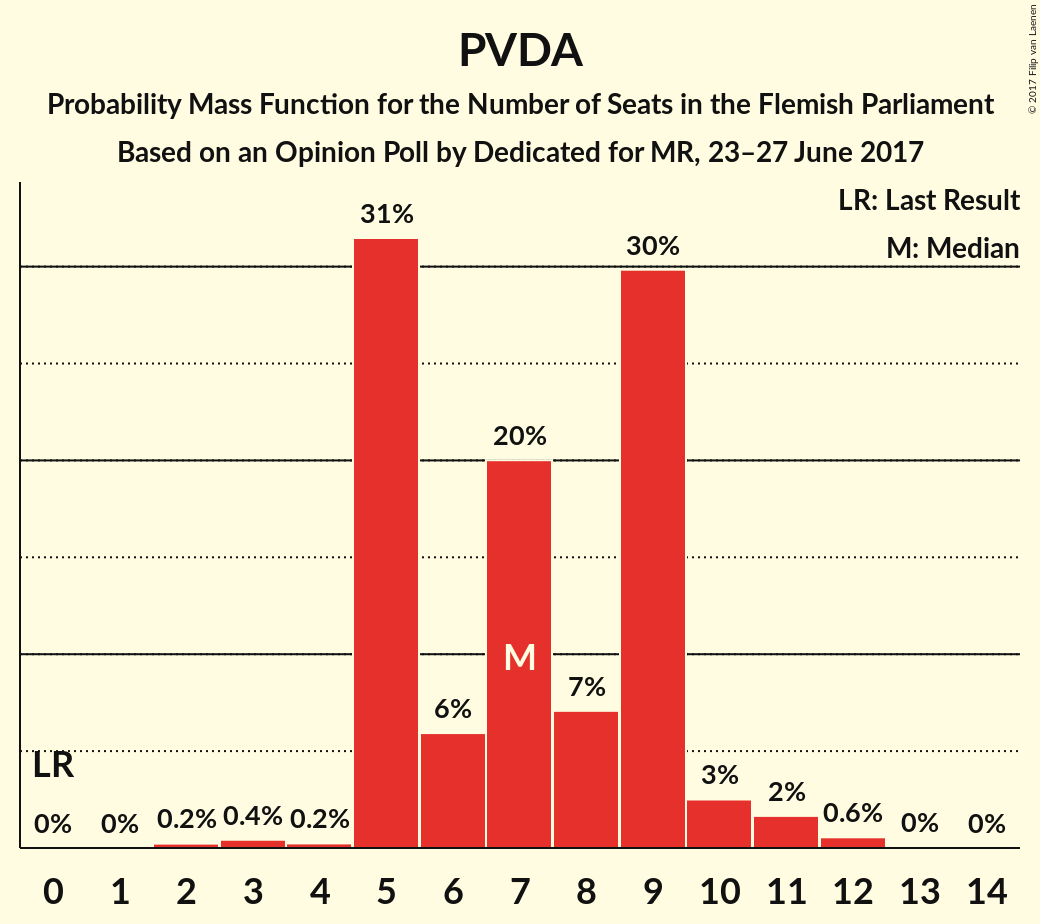 PVDA
Probability Mass Function for the Number of Seats in the Flemish Parliament
Based on an Opinion Poll by Dedicated for MR, 23–27 June 2017
© 2017 Filip van Laenen
LR: Last Result
M: Median
31%
30%
20%
M
7%
6%
LR
3%
2%
0% 0% 0.2% 0.4% 0.2% 0.6% 0% 0%
0 1 2 3 4 5 6 7 8 9 10 11 12 13 14